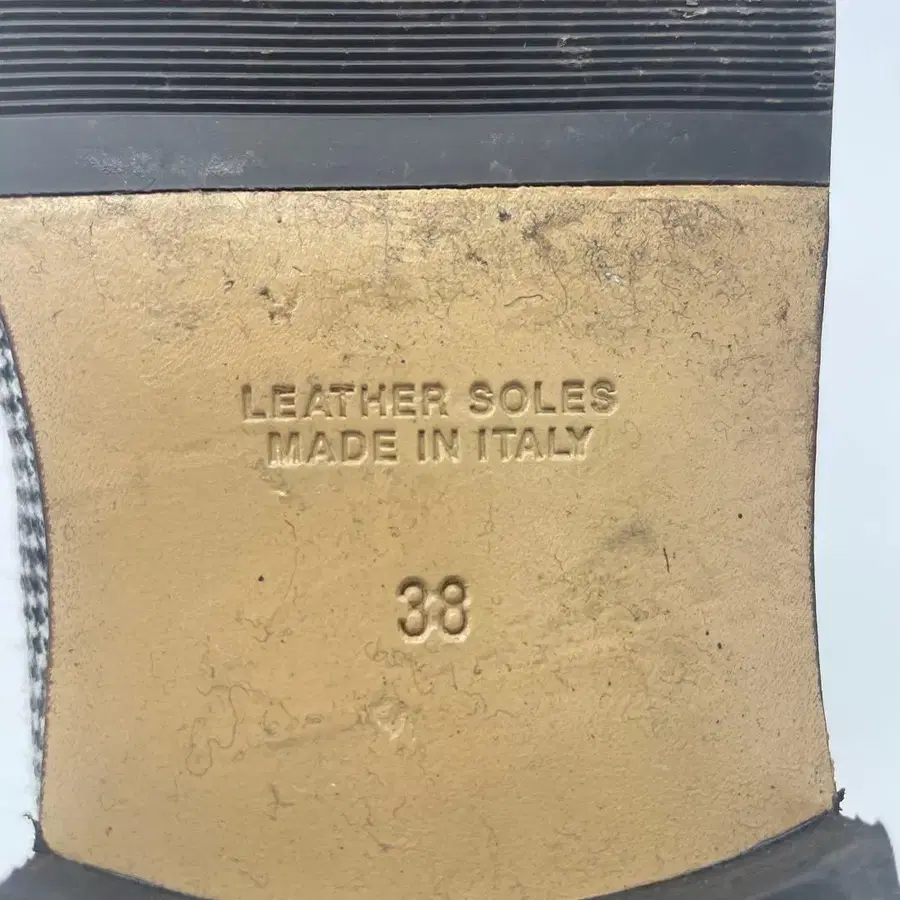 LEATHER SOLES
MADE IN ITALY
38